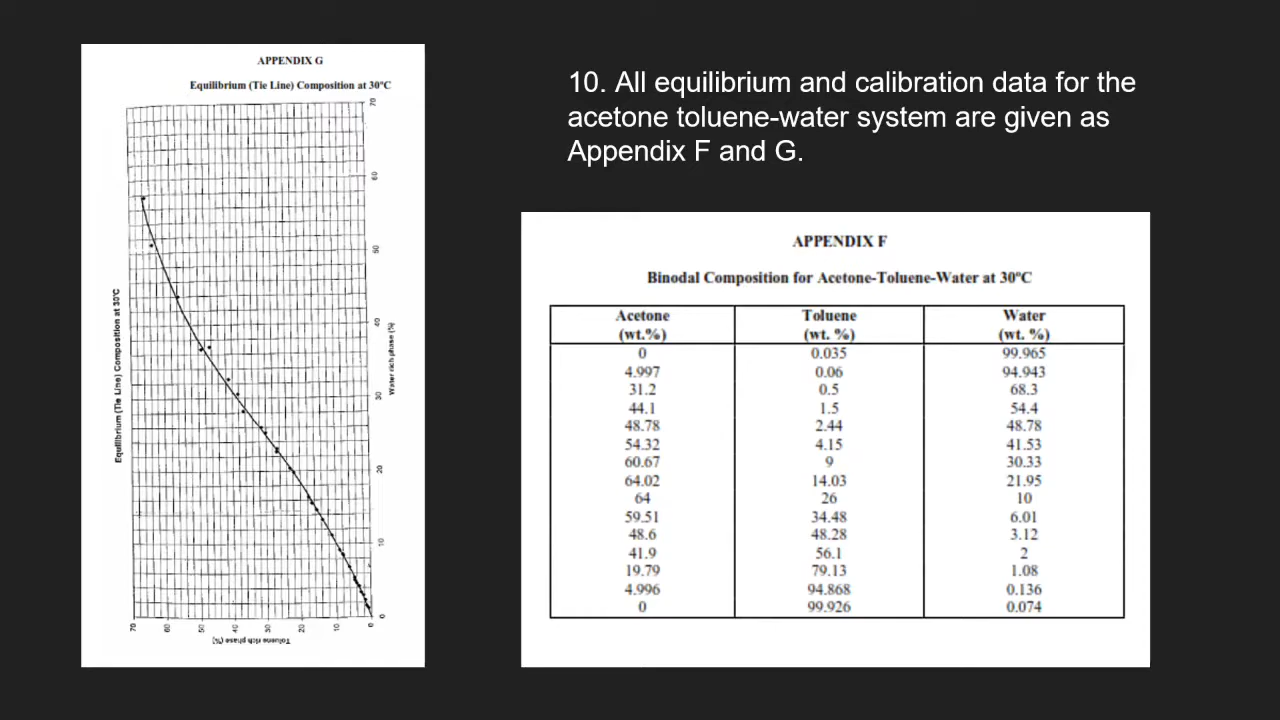 APPENDIX G
Equilibrium (Tie Line) Composition at 30ºC
Equilibrium (Tie Line) Composition at 30ºC
70
60
50
40
30
20
10
0
Water rich phase (%)
70
60
50
40
30
20
10
0
Toluene rich phase (%)
10. All equilibrium and calibration data for the
acetone toluene-water system are given as
Appendix F and G.
APPENDIX F
Binodal Composition for Acetone-Toluene-Water at 30ºC
Acetone Toluene Water
(wt.%) (wt. %) (wt. %)
0 0.035 99.965
4.997 0.06 94.943
31.2 0.5 68.3
44.1 1.5 54.4
48.78 2.44 48.78
54.32 4.15 41.53
60.67 9 30.33
64.02 14.03 21.95
64 26 10
59.51 34.48 6.01
48.6 48.28 3.12
41.9 56.1 2
19.79 79.13 1.08
4.996 94.868 0.136
0 99.926 0.074